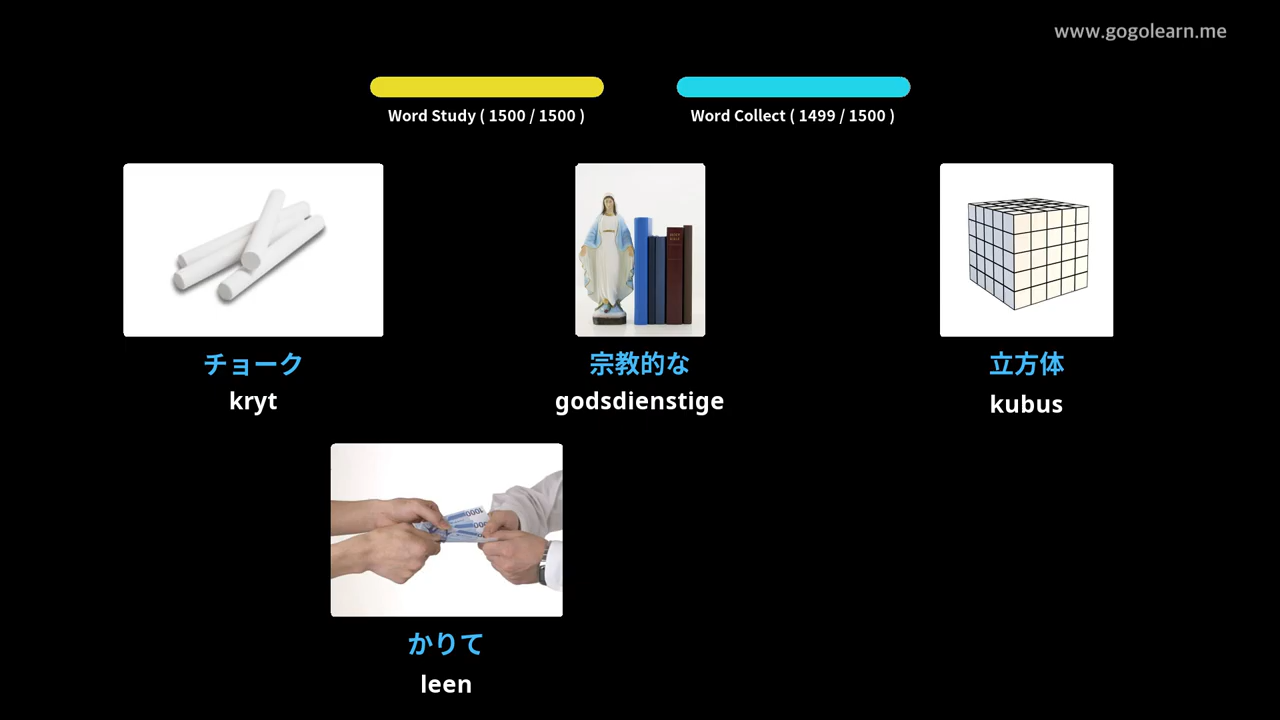 www.gogolearn.me
Word Study ( 1500 / 1500 )
Word Collect ( 1499 / 1500 )
チョーク
kryt
宗教的な
godsdienstige
立方体
kubus
かりて
leen